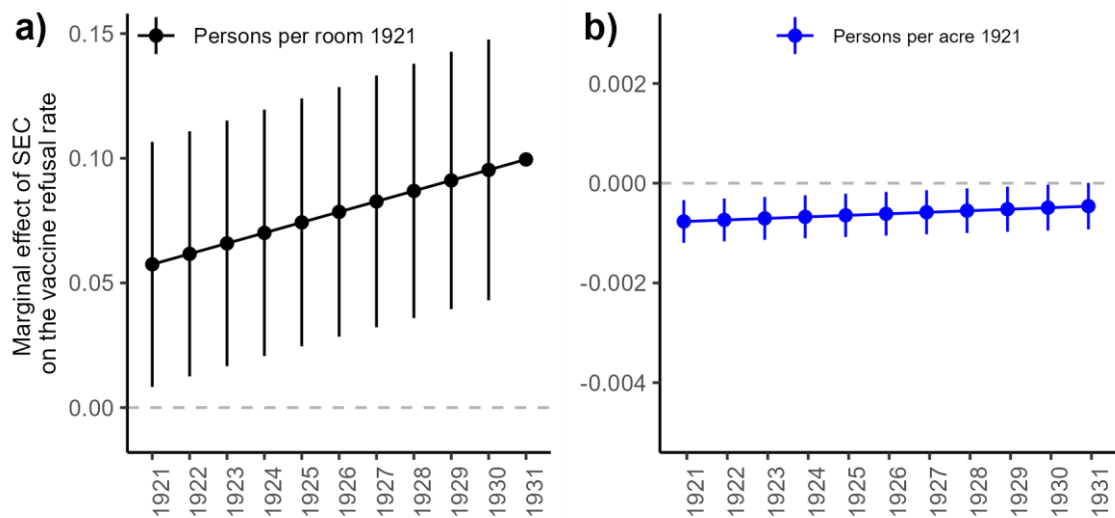 a)
Marginal effect of SEC
on the vaccine refusal rate
Persons per room 1921
0.15
0.10
0.05
0.00
1921 1922 1923 1924 1925 1926 1927 1928 1929 1930 1931
b)
Persons per acre 1921
0.002
0.000
-0.002
-0.004
1921 1922 1923 1924 1925 1926 1927 1928 1929 1930 1931